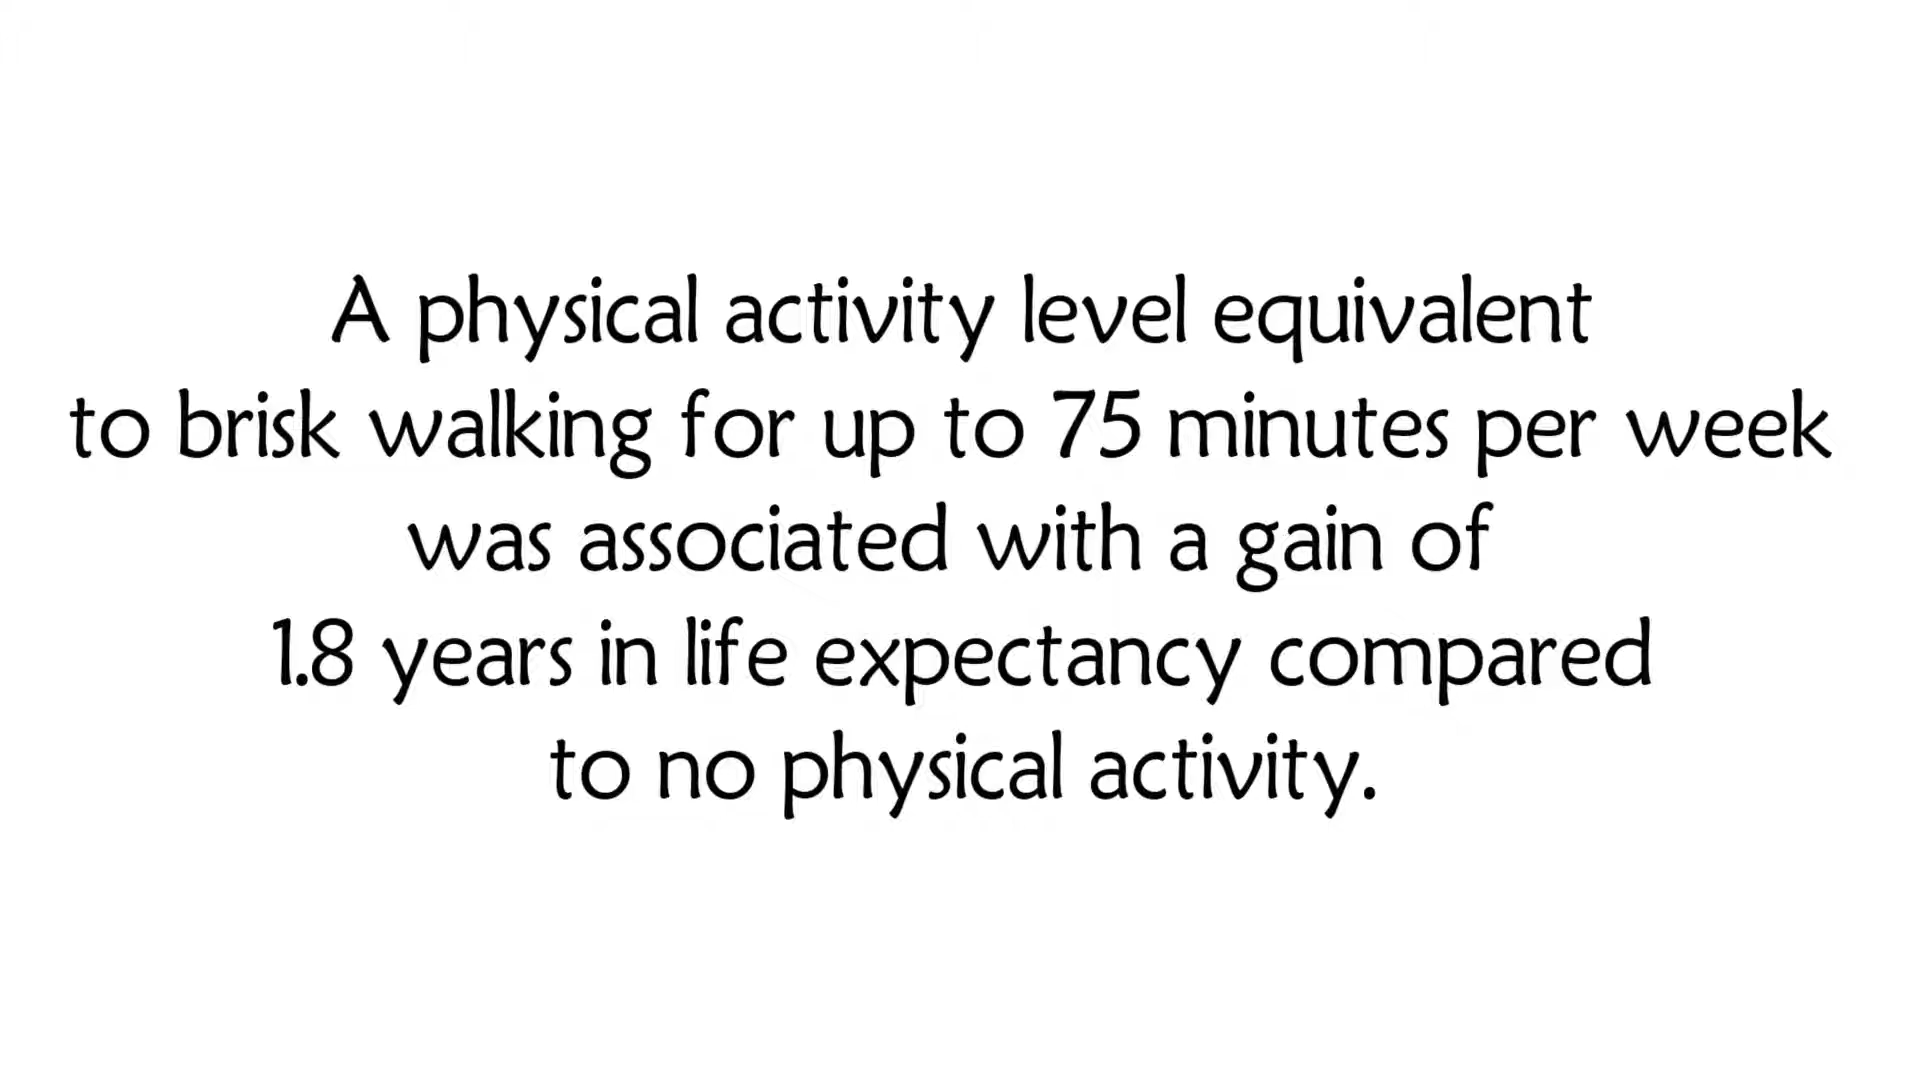 A physical activity level equivalent
to brisk walking for up to 75 minutes per week
was associated with a gain of
1.8 years in life expectancy compared
to no physical activity.